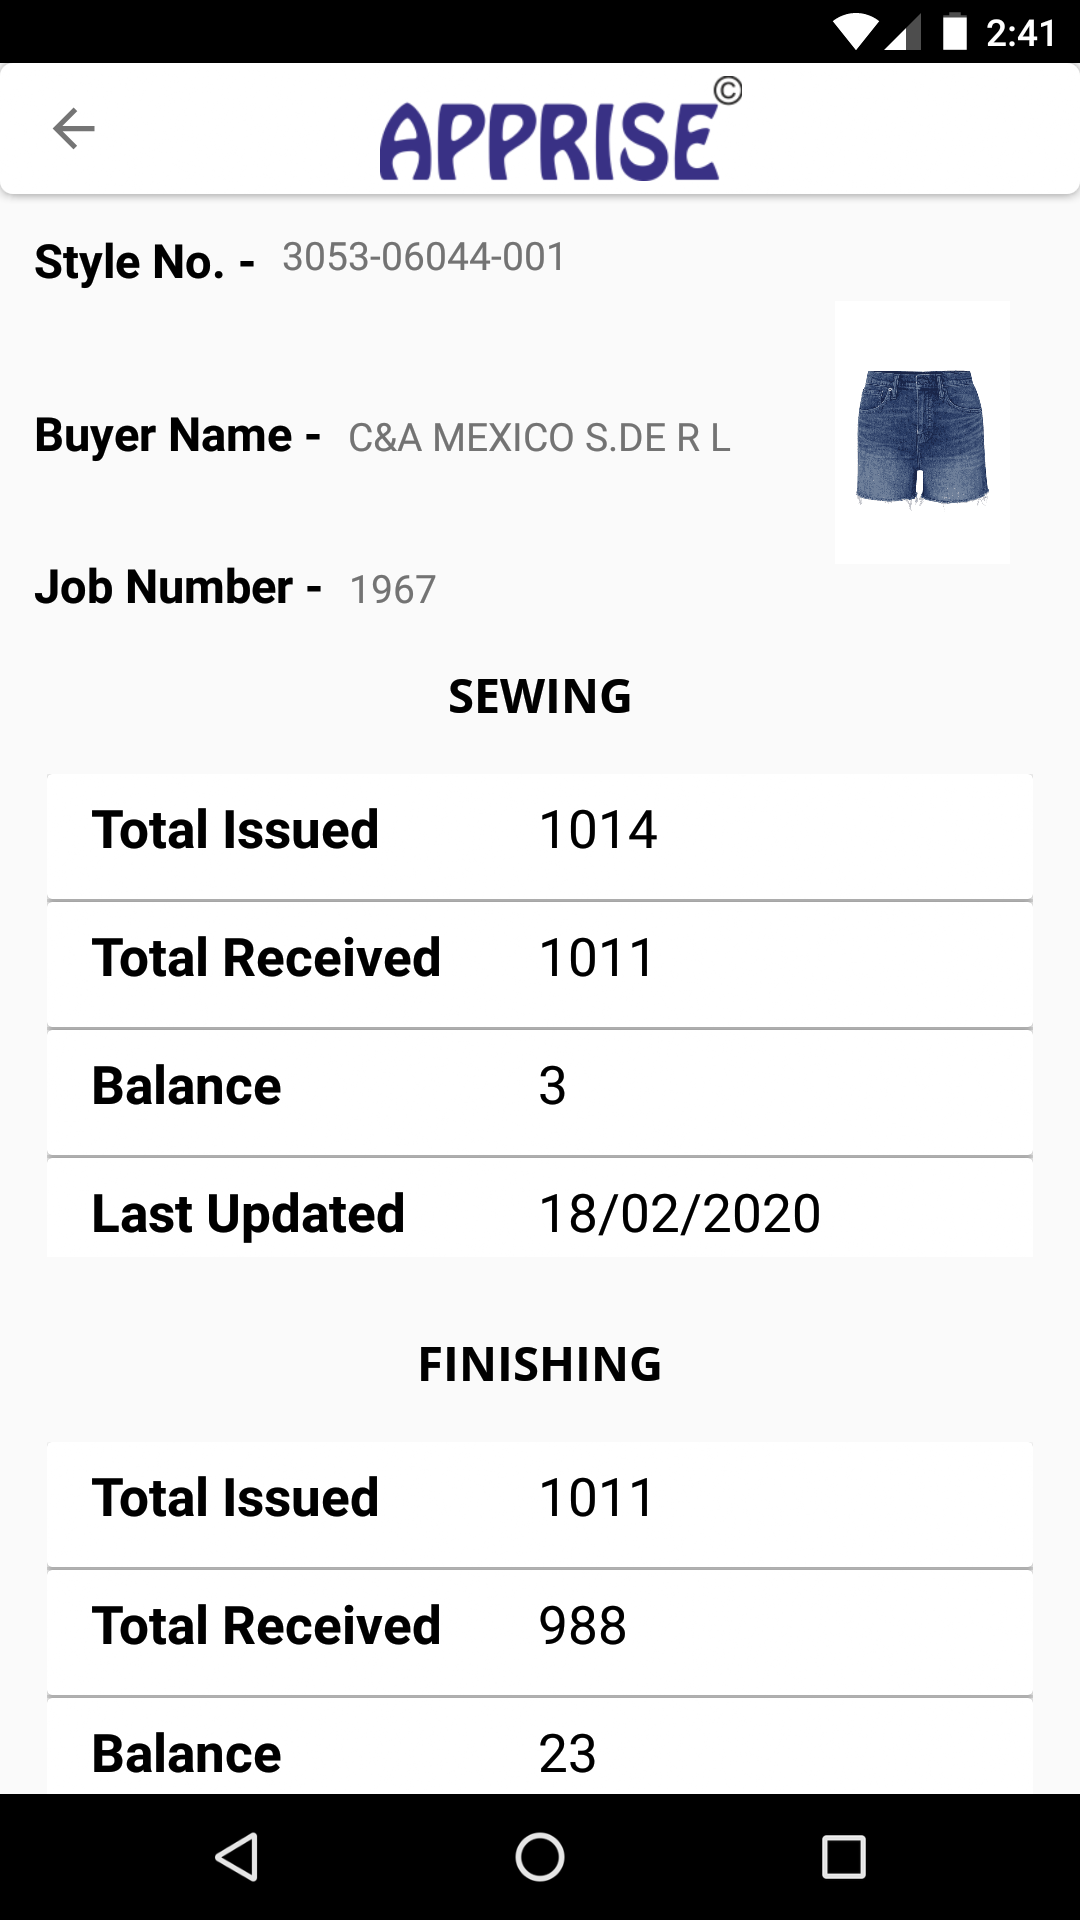 2:41
APPRISE©
Style No. - 3053-06044-001
Buyer Name - C&A MEXICO S.DE R L
Job Number - 1967
SEWING
Total Issued 1014
Total Received 1011
Balance 3
Last Updated 18/02/2020
FINISHING
Total Issued 1011
Total Received 988
Balance 23